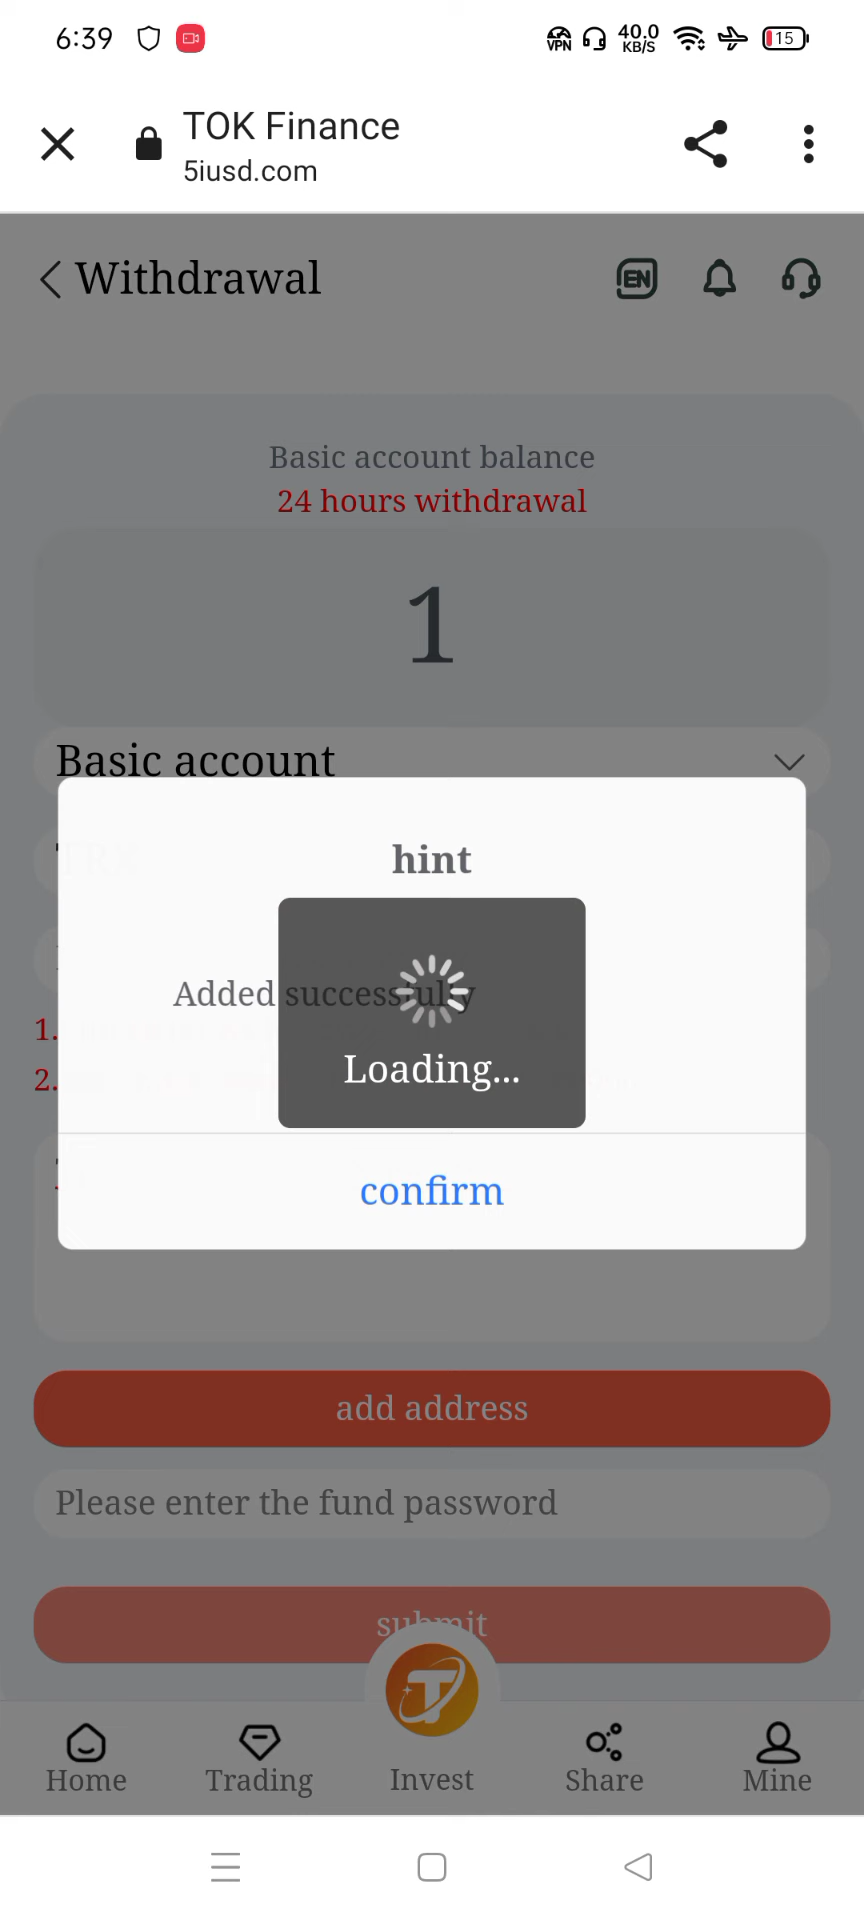 6:39
VPN
40.0
KB/S
15
TOK Finance
5iusd.com
Withdrawal
EN
Basic account balance
24 hours withdrawal
1
Basic account
hint
Added successfully
1.
Loading...
2.
confirm
add address
Please enter the fund password
submit
T
Home
Trading
Invest
Share
Mine